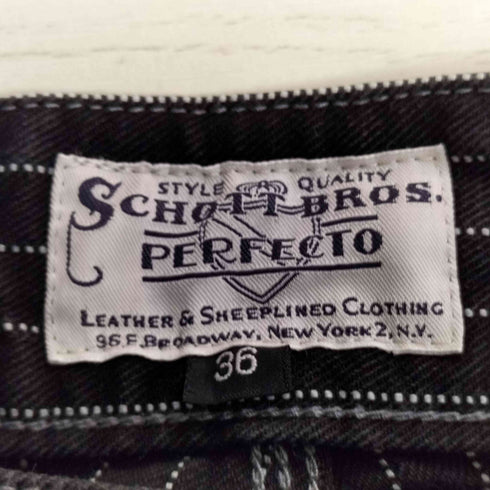 STYLE QUALITY
SCHOTT BROS.
PERFECTO
LEATHER & SHEEPLINED CLOTHING
96.F.BROADWAY, NEW YORK 2, N.Y.
36